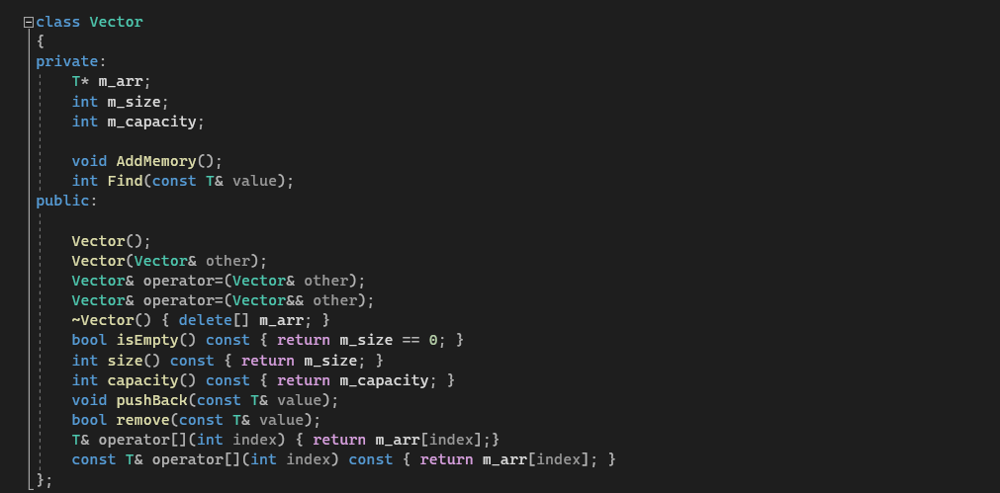 class Vector
{
private:
    T* m_arr;
    int m_size;
    int m_capacity;

    void AddMemory();
    int Find(const T& value);
public:

    Vector();
    Vector(Vector& other);
    Vector& operator=(Vector& other);
    Vector& operator=(Vector&& other);
    ~Vector() { delete[] m_arr; }
    bool isEmpty() const { return m_size == 0; }
    int size() const { return m_size; }
    int capacity() const { return m_capacity; }
    void pushBack(const T& value);
    bool remove(const T& value);
    T& operator[](int index) { return m_arr[index];}
    const T& operator[](int index) const { return m_arr[index]; }
};